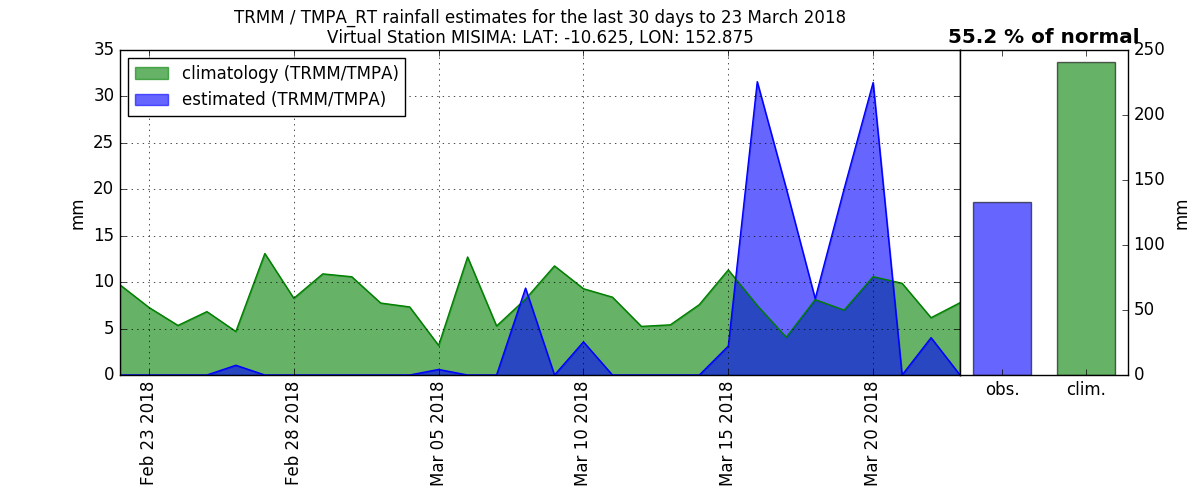 TRMM / TMPA_RT rainfall estimates for the last 30 days to 23 March 2018
Virtual Station MISIMA: LAT: -10.625, LON: 152.875
55.2 % of normal
climatology (TRMM/TMPA)
estimated (TRMM/TMPA)
35
30
25
20
15
10
5
0
mm
Feb 23 2018
Feb 28 2018
Mar 05 2018
Mar 10 2018
Mar 15 2018
Mar 20 2018
250
200
150
100
50
0
mm
obs.
clim.